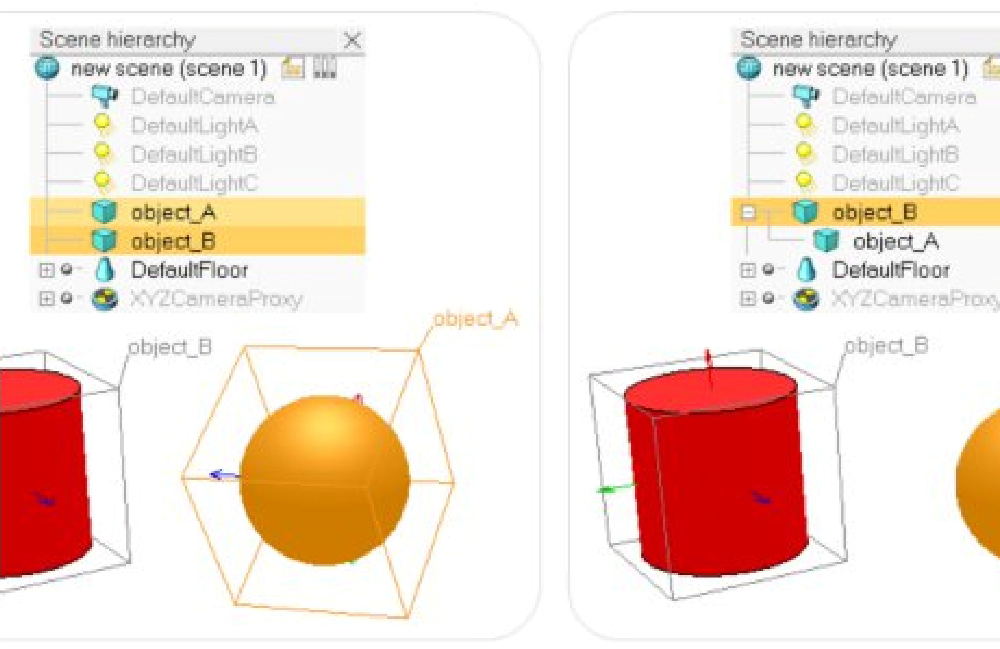 Scene hierarchy
new scene (scene 1)
DefaultCamera
DefaultLightA
DefaultLightB
DefaultLightC
object_A
object_B
DefaultFloor
XYZCameraProxy
object_A
object_B
Scene hierarchy
new scene (scene 1)
DefaultCamera
DefaultLightA
DefaultLightB
DefaultLightC
object_B
object_A
DefaultFloor
XYZCameraProxy
object_B